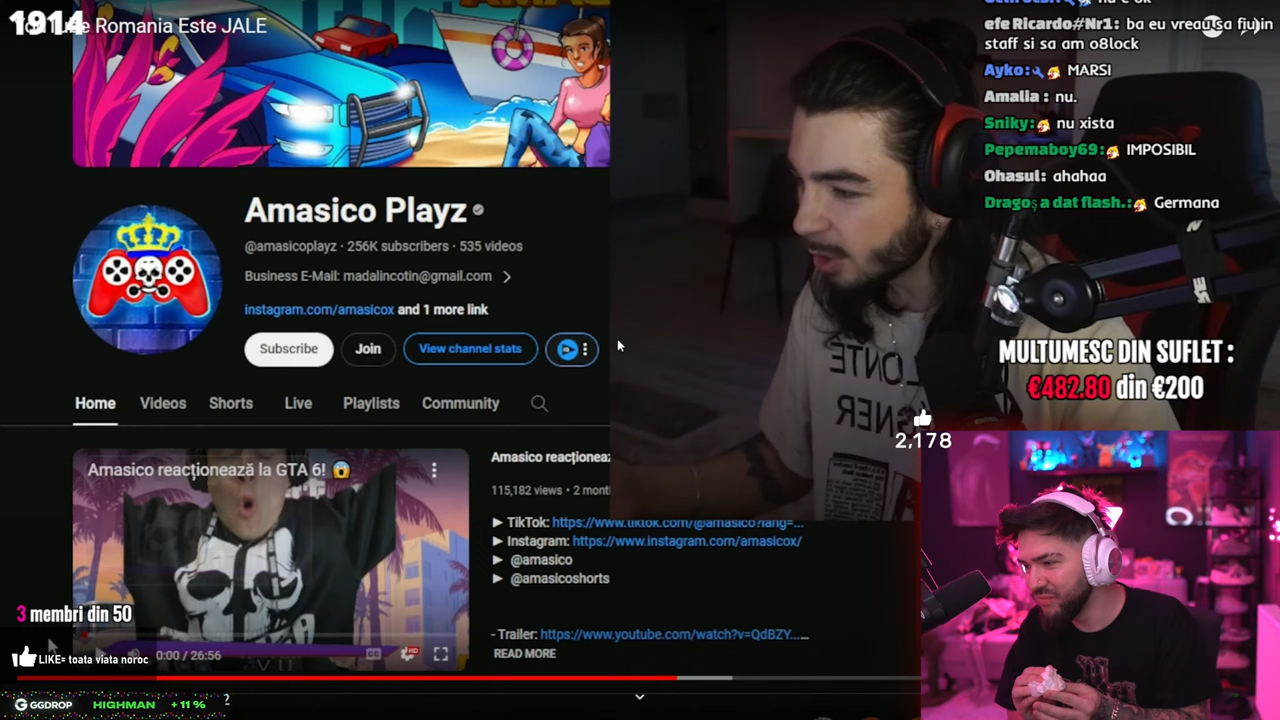 1914
Romania Este JALE
Amasico Playz
@amasicoplayz · 256K subscribers · 535 videos
Business E-Mail: madalincotin@gmail.com
instagram.com/amasicox and 1 more link
Subscribe
Join
View channel stats
Home
Videos
Shorts
Live
Playlists
Community
Amasico reacționează la GTA 6! 😱
Amasico reacționea
115,182 views • 2 mont
► TikTok: https://www.tiktok.com/@amasico?lang=...
► Instagram: https://www.instagram.com/amasicox/
► @amasico
► @amasicoshorts
- Trailer: https://www.youtube.com/watch?v=QdBZY...
READ MORE
0:00 / 26:56
HD
3 membri din 50
LIKE= toata viata noroc
GGDROP
HIGHMAN
+11%
efe Ricardo#Nr1: ba eu vreau sa fiu in
staff si sa am o8lock
Ayko: MARSI
Amalia : nu.
Sniky: nu xista
Pepemaboy69: IMPOSIBIL
Ohasul: ahahaa
Dragoș a dat flash.: Germana
MULTUMESC DIN SUFLET :
€482.80 din €200
2,178